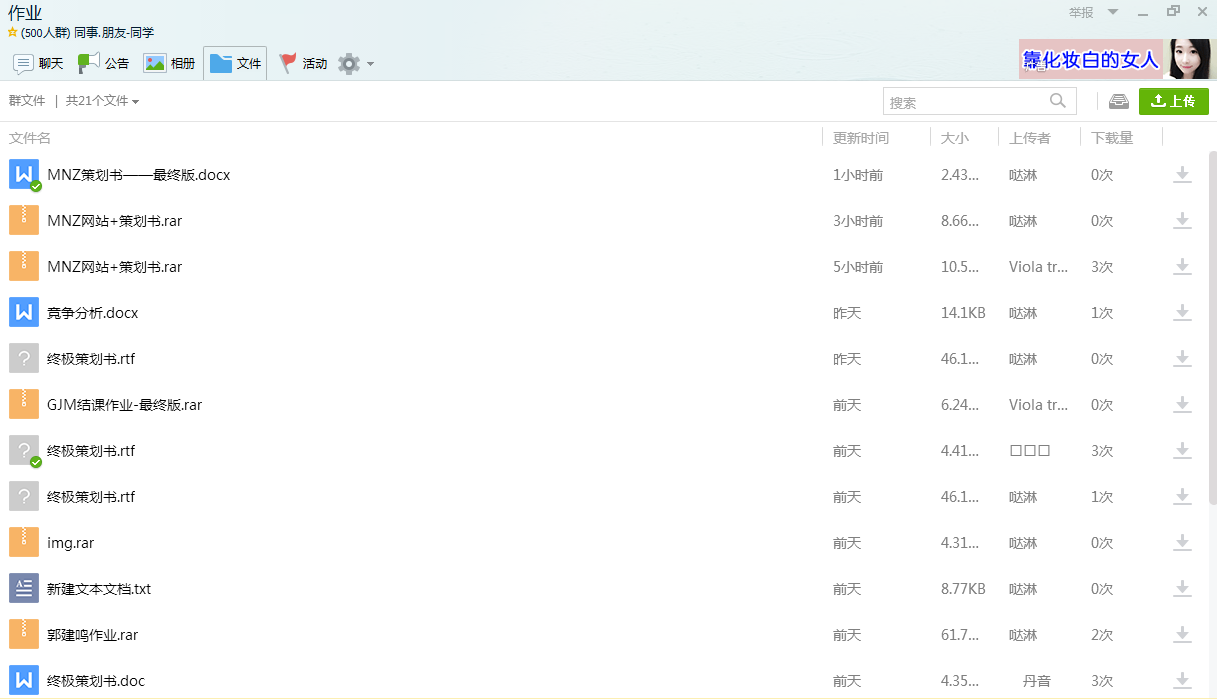 作业
举报
(500人群) 同事.朋友-同学
聊天 公告 相册 文件 活动
靠化妆白的女人
群文件 | 共21个文件 搜索 上传
文件名 更新时间 大小 上传者 下载量
MNZ策划书——最终版.docx 1小时前 2.43... 哒淋 0次
MNZ网站+策划书.rar 3小时前 8.66... 哒淋 0次
MNZ网站+策划书.rar 5小时前 10.5... Viola tr... 3次
竞争分析.docx 昨天 14.1KB 哒淋 1次
终极策划书.rtf 昨天 46.1... 哒淋 0次
GJM结课作业-最终版.rar 前天 6.24... Viola tr... 0次
终极策划书.rtf 前天 4.41... □□□ 3次
终极策划书.rtf 前天 46.1... 哒淋 1次
img.rar 前天 4.31... 哒淋 0次
新建文本文档.txt 前天 8.77KB 哒淋 0次
郭建鸣作业.rar 前天 61.7... 哒淋 2次
终极策划书.doc 前天 4.35... 丹音 3次